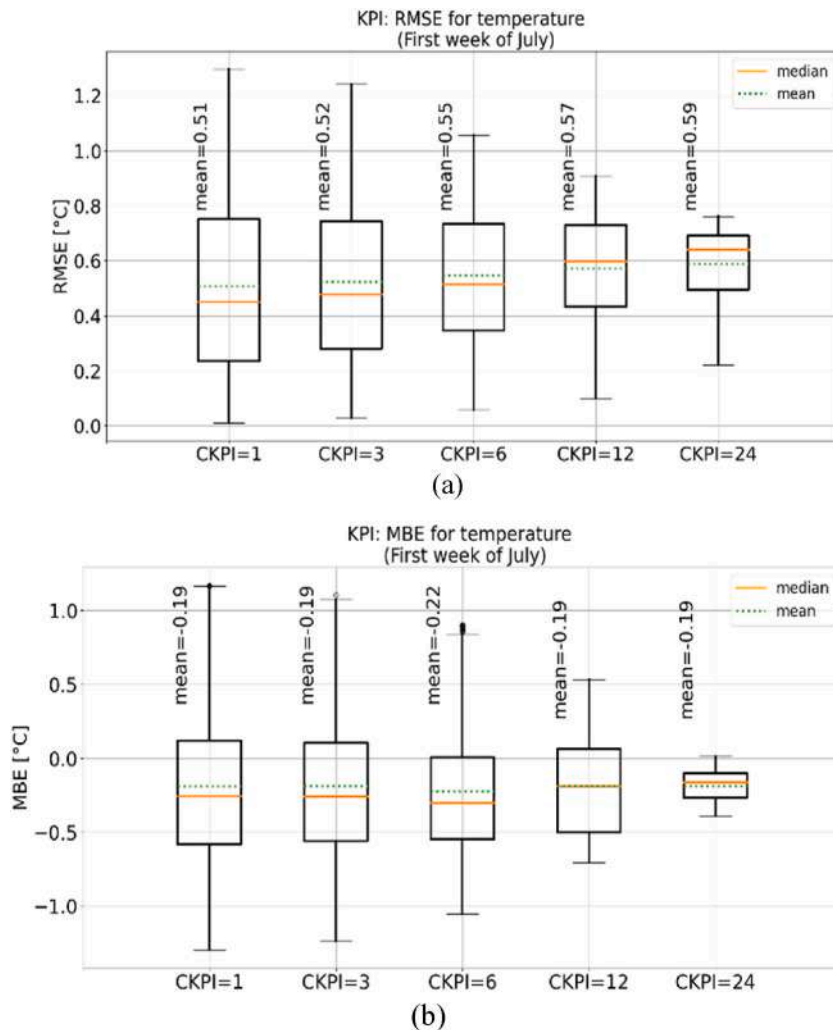 KPI: RMSE for temperature
(First week of July)
median
mean
mean=0.51
mean=0.52
mean=0.55
mean=0.57
mean=0.59
RMSE [°C]
1.2
1.0
0.8
0.6
0.4
0.2
0.0
CKPI=1 CKPI=3 CKPI=6 CKPI=12 CKPI=24
(a)
KPI: MBE for temperature
(First week of July)
median
mean
mean=-0.19
mean=-0.19
mean=-0.22
mean=-0.19
mean=-0.19
MBE [°C]
1.0
0.5
0.0
−0.5
−1.0
CKPI=1 CKPI=3 CKPI=6 CKPI=12 CKPI=24
(b)